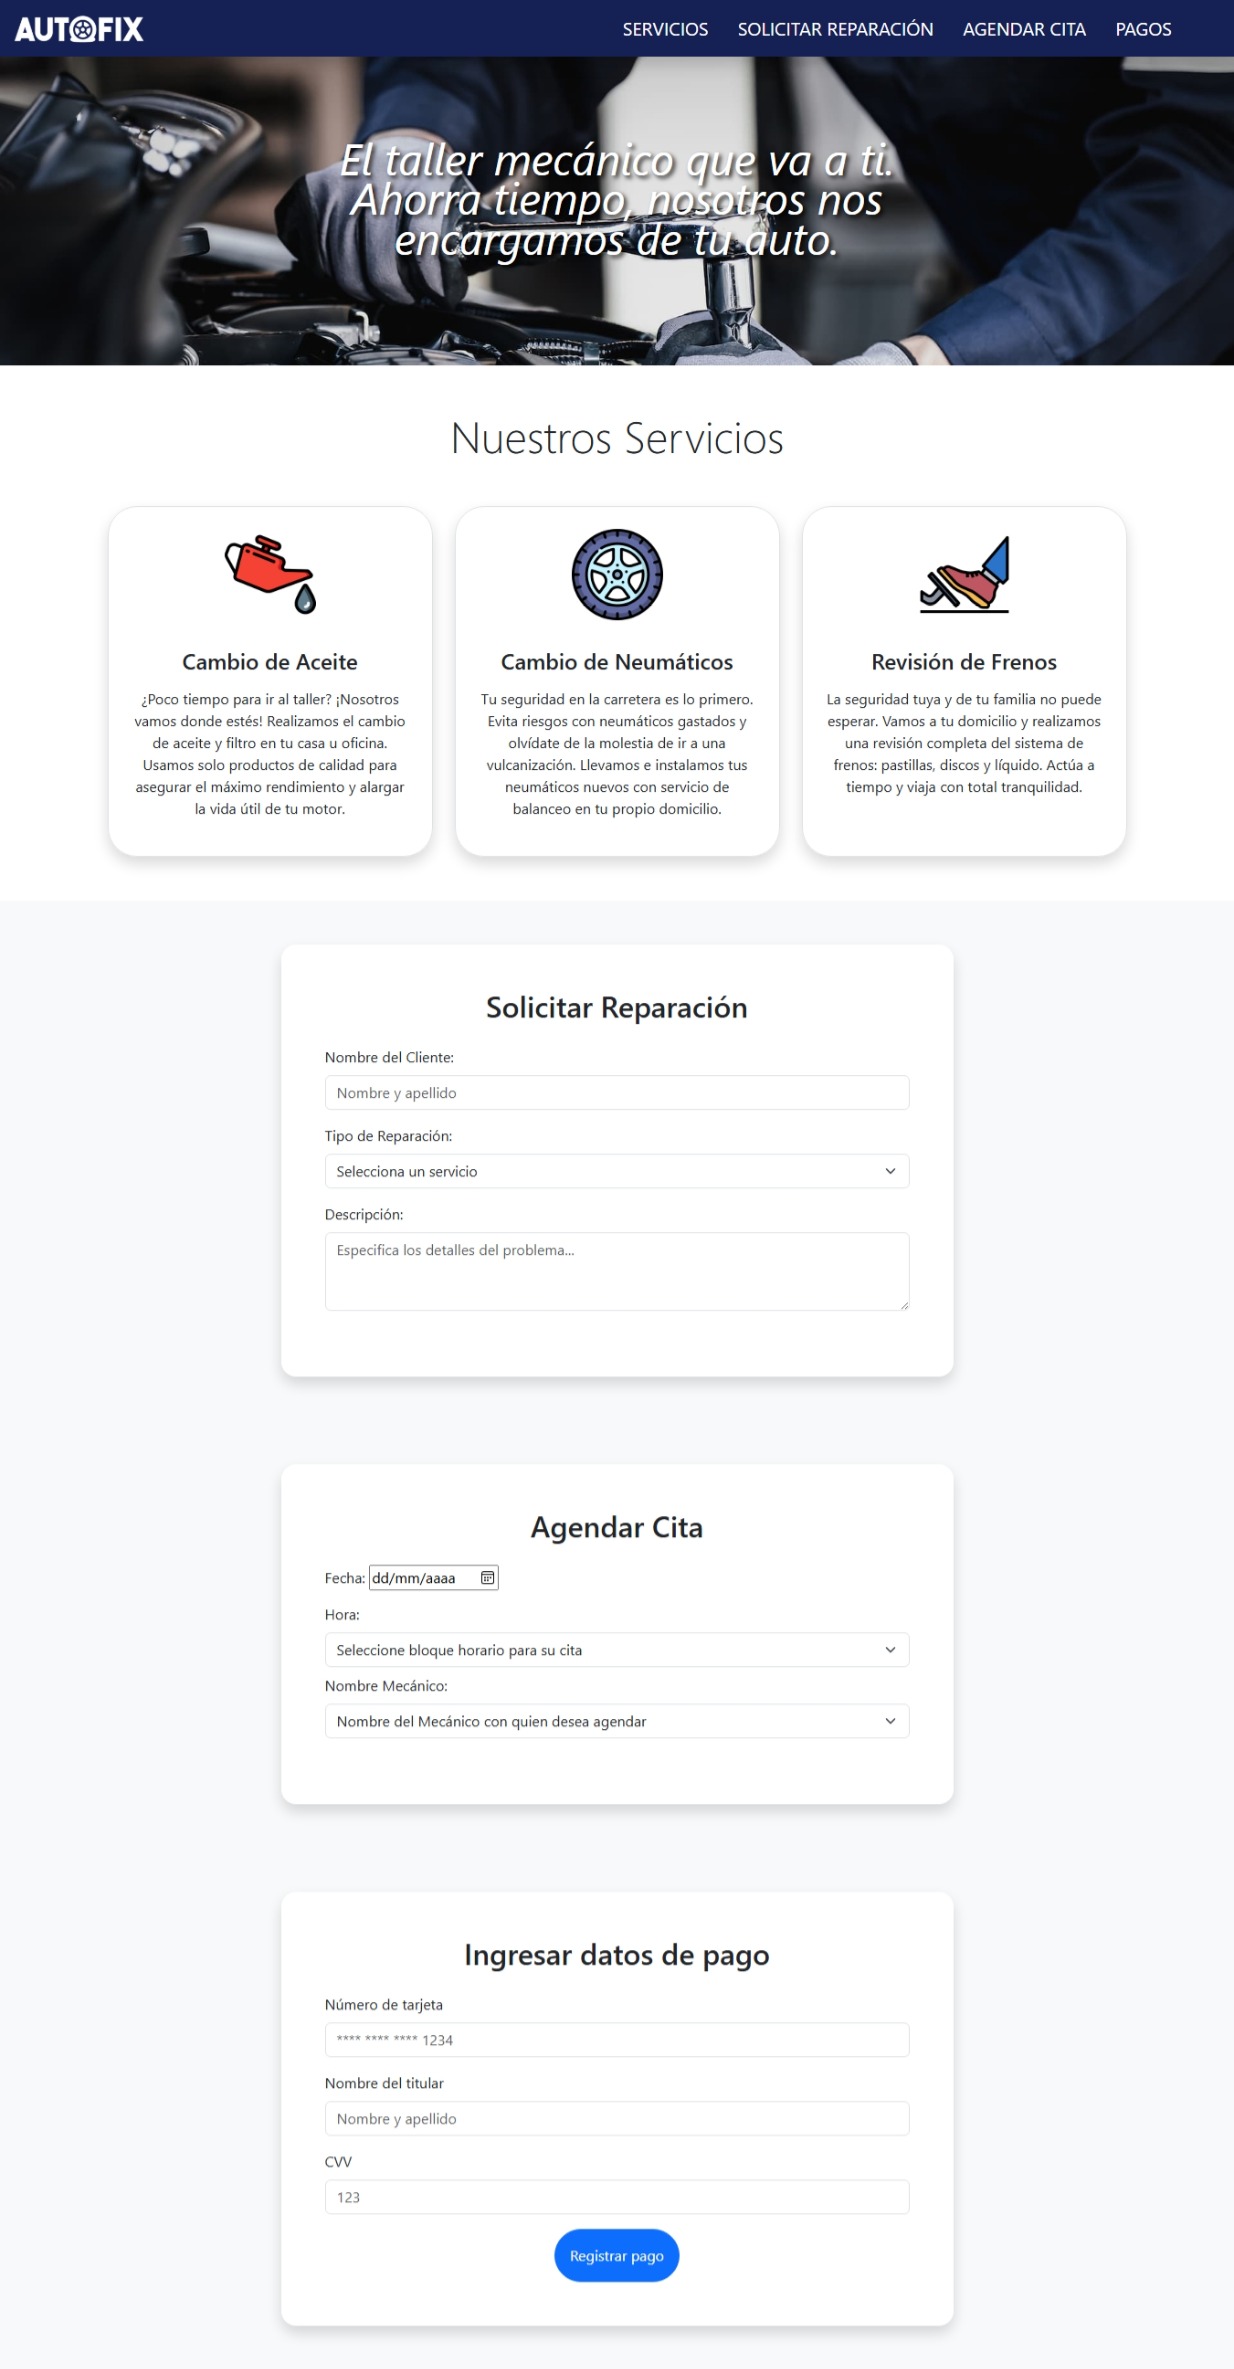 AUTOFIX
SERVICIOS SOLICITAR REPARACIÓN AGENDAR CITA PAGOS
El taller mecánico que va a ti.
Ahorra tiempo, nosotros nos
encargamos de tu auto.
Nuestros Servicios
Cambio de Aceite
¿Poco tiempo para ir al taller? ¡Nosotros
vamos donde estés! Realizamos el cambio
de aceite y filtro en tu casa u oficina.
Usamos solo productos de calidad para
asegurar el máximo rendimiento y alargar
la vida útil de tu motor.
Cambio de Neumáticos
Tu seguridad en la carretera es lo primero.
Evita riesgos con neumáticos gastados y
olvídate de la molestia de ir a una
vulcanización. Llevamos e instalamos tus
neumáticos nuevos con servicio de
balanceo en tu propio domicilio.
Revisión de Frenos
La seguridad tuya y de tu familia no puede
esperar. Vamos a tu domicilio y realizamos
una revisión completa del sistema de
frenos: pastillas, discos y líquido. Actúa a
tiempo y viaja con total tranquilidad.
Solicitar Reparación
Nombre del Cliente:
Nombre y apellido
Tipo de Reparación:
Selecciona un servicio
Descripción:
Especifica los detalles del problema...
Agendar Cita
Fecha: dd/mm/aaaa
Hora:
Seleccione bloque horario para su cita
Nombre Mecánico:
Nombre del Mecánico con quien desea agendar
Ingresar datos de pago
Número de tarjeta
**** **** **** 1234
Nombre del titular
Nombre y apellido
CVV
123
Registrar pago